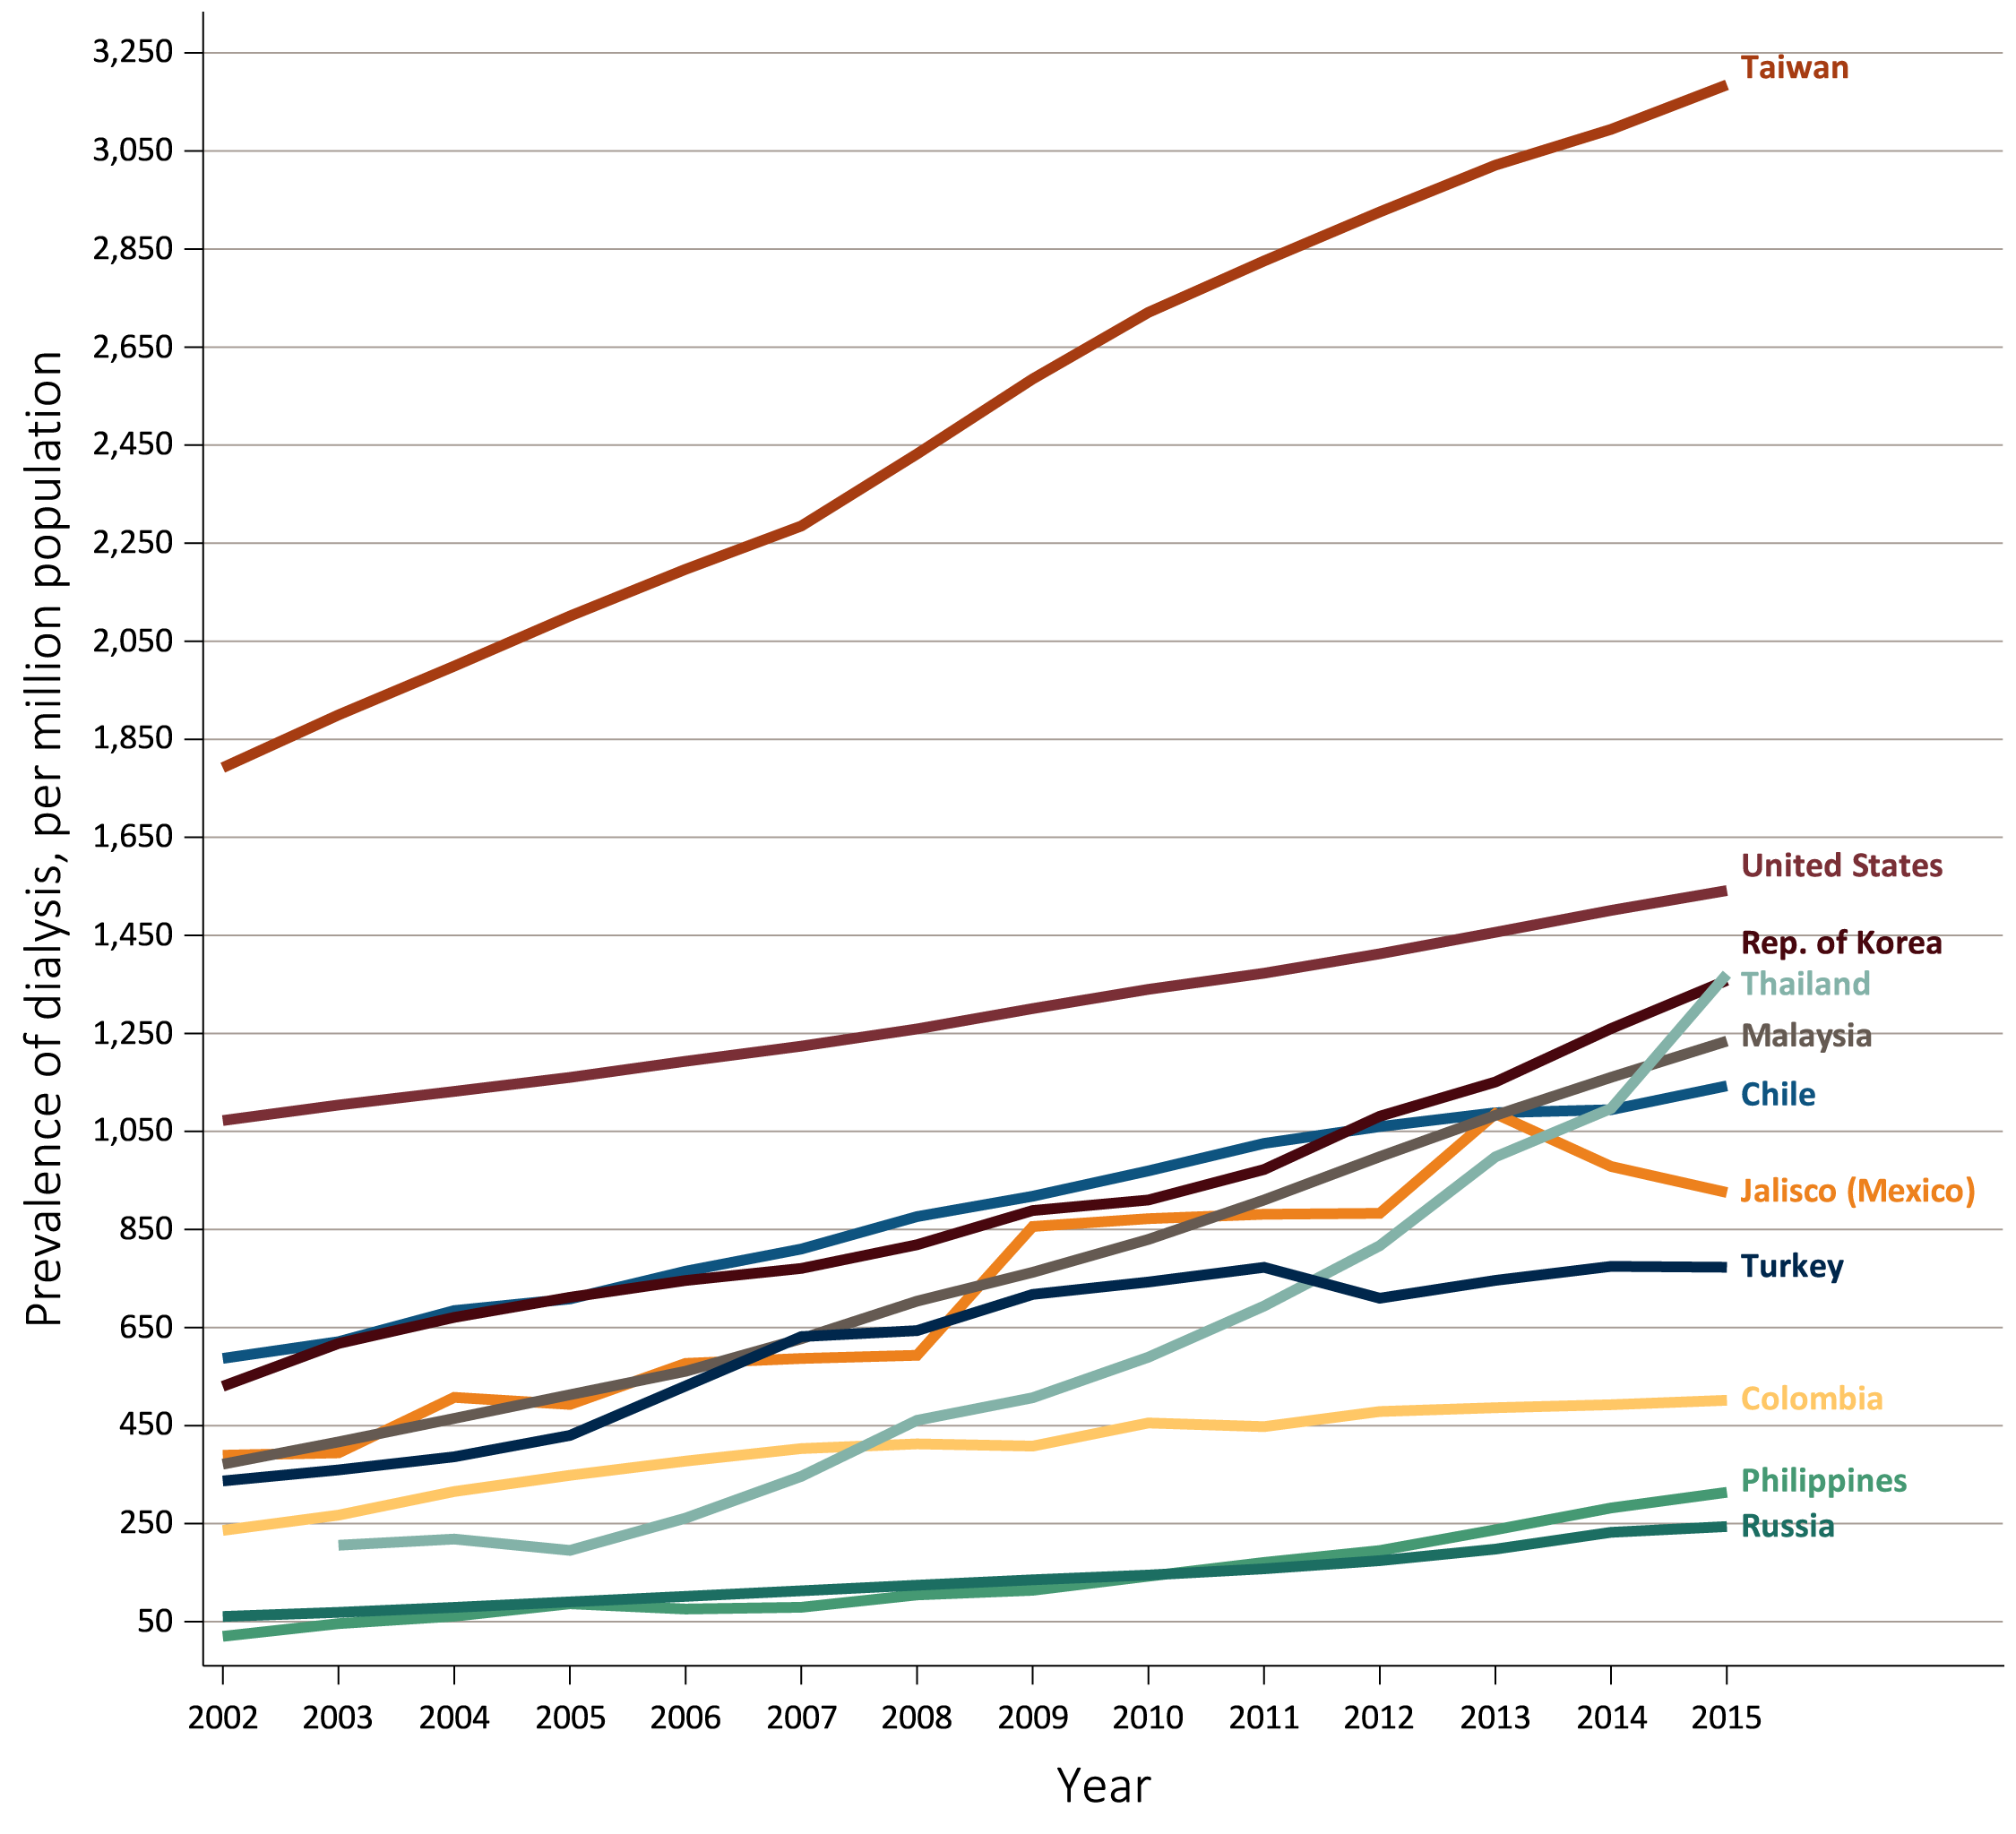 Prevalence of dialysis, per million population
3,250
3,050
2,850
2,650
2,450
2,250
2,050
1,850
1,650
1,450
1,250
1,050
850
650
450
250
50
Taiwan
United States
Rep. of Korea
Thailand
Malaysia
Chile
Jalisco (Mexico)
Turkey
Colombia
Philippines
Russia
2002 2003 2004 2005 2006 2007 2008 2009 2010 2011 2012 2013 2014 2015
Year